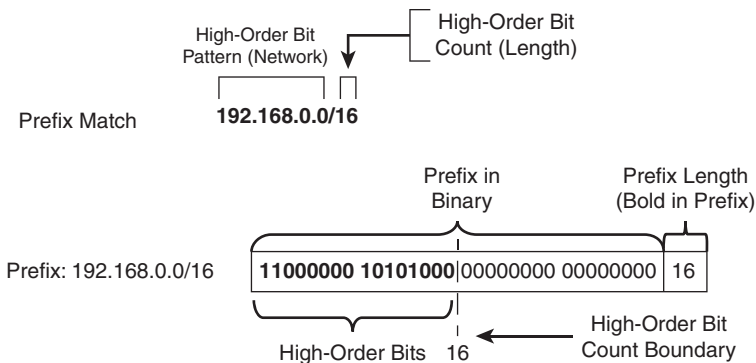 High-Order Bit
Pattern (Network)
High-Order Bit
Count (Length)
Prefix Match
192.168.0.0/16
Prefix in
Binary
Prefix Length
(Bold in Prefix)
Prefix: 192.168.0.0/16
11000000 10101000 00000000 00000000 16
High-Order Bits
16
High-Order Bit
Count Boundary